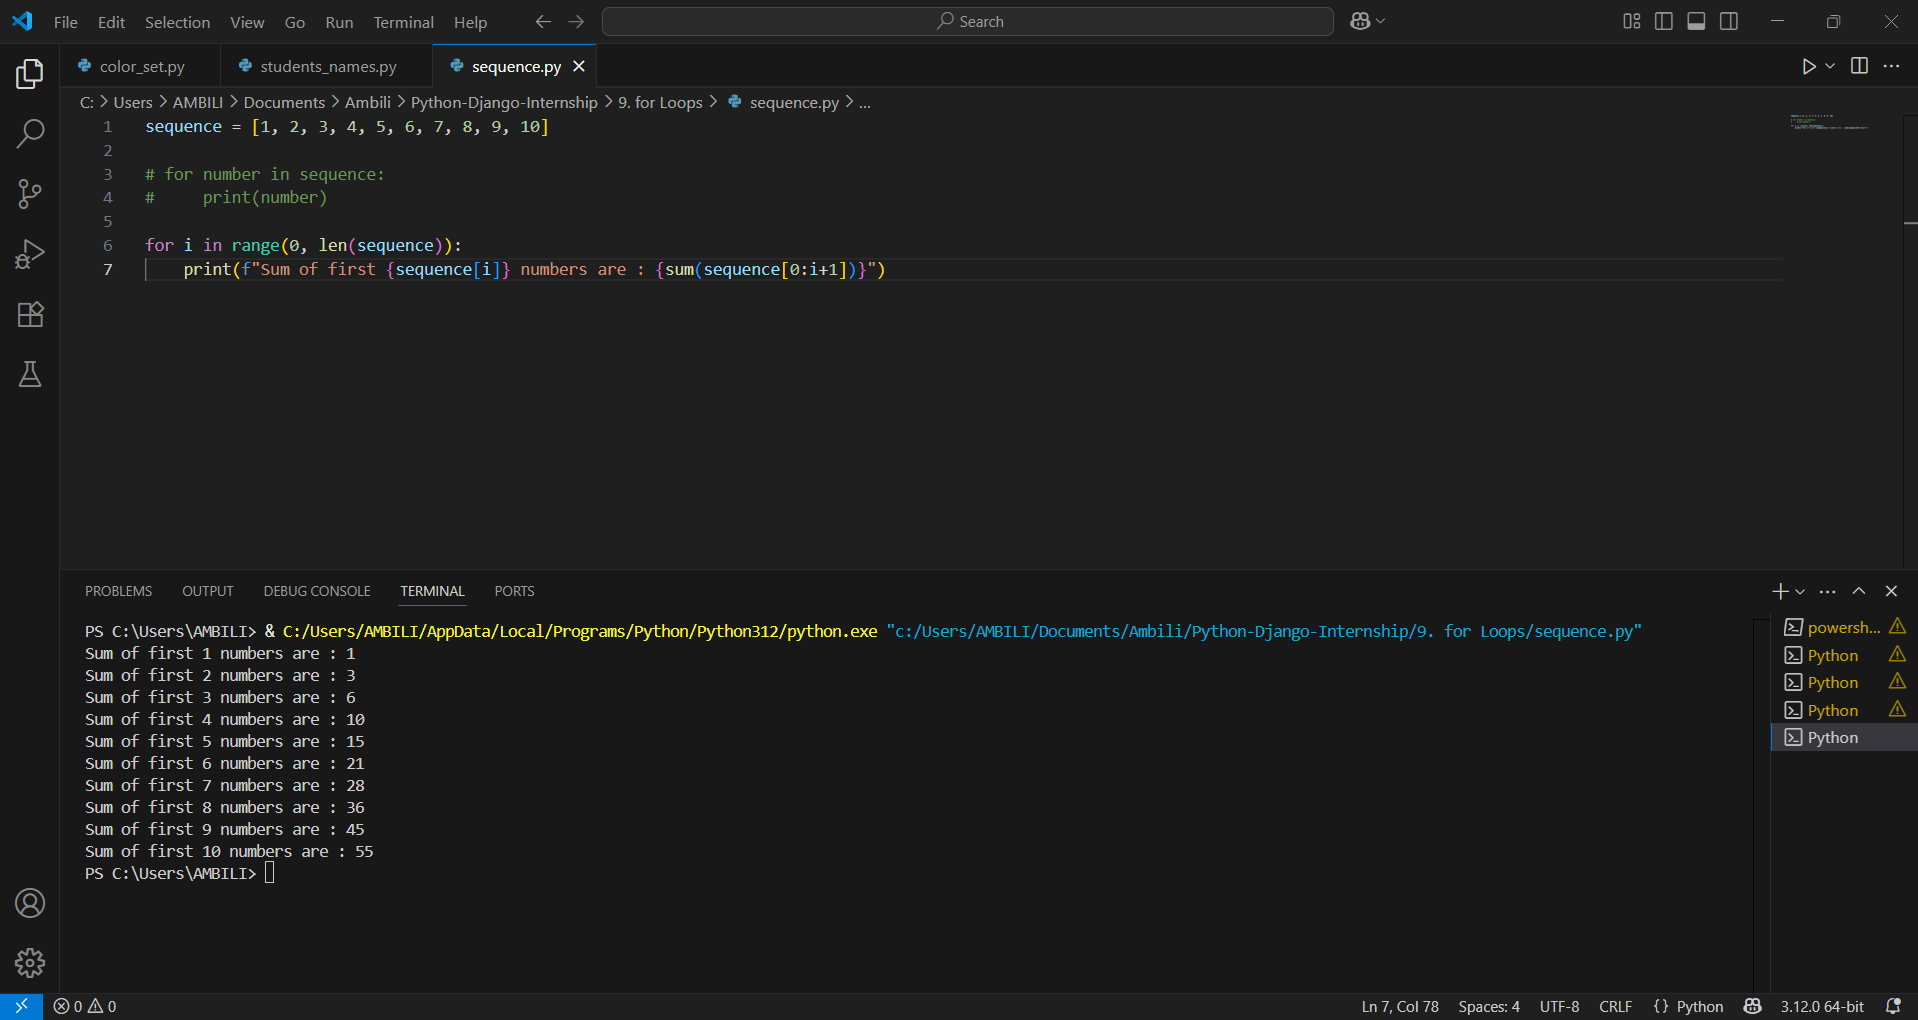 File Edit Selection View Go Run Terminal Help Search
color_set.py students_names.py sequence.py
C: > Users > AMBILI > Documents > Ambili > Python-Django-Internship > 9. for Loops > sequence.py > ...
1 sequence = [1, 2, 3, 4, 5, 6, 7, 8, 9, 10]
2
3 # for number in sequence:
4 #     print(number)
5
6 for i in range(0, len(sequence)):
7     print(f"Sum of first {sequence[i]} numbers are : {sum(sequence[0:i+1])}")
PROBLEMS OUTPUT DEBUG CONSOLE TERMINAL PORTS
PS C:\Users\AMBILI> & C:/Users/AMBILI/AppData/Local/Programs/Python/Python312/python.exe "c:/Users/AMBILI/Documents/Ambili/Python-Django-Internship/9. for Loops/sequence.py"
Sum of first 1 numbers are : 1
Sum of first 2 numbers are : 3
Sum of first 3 numbers are : 6
Sum of first 4 numbers are : 10
Sum of first 5 numbers are : 15
Sum of first 6 numbers are : 21
Sum of first 7 numbers are : 28
Sum of first 8 numbers are : 36
Sum of first 9 numbers are : 45
Sum of first 10 numbers are : 55
PS C:\Users\AMBILI>
powersh...
Python
Python
Python
Python
0 0 Ln 7, Col 78 Spaces: 4 UTF-8 CRLF {} Python 3.12.0 64-bit